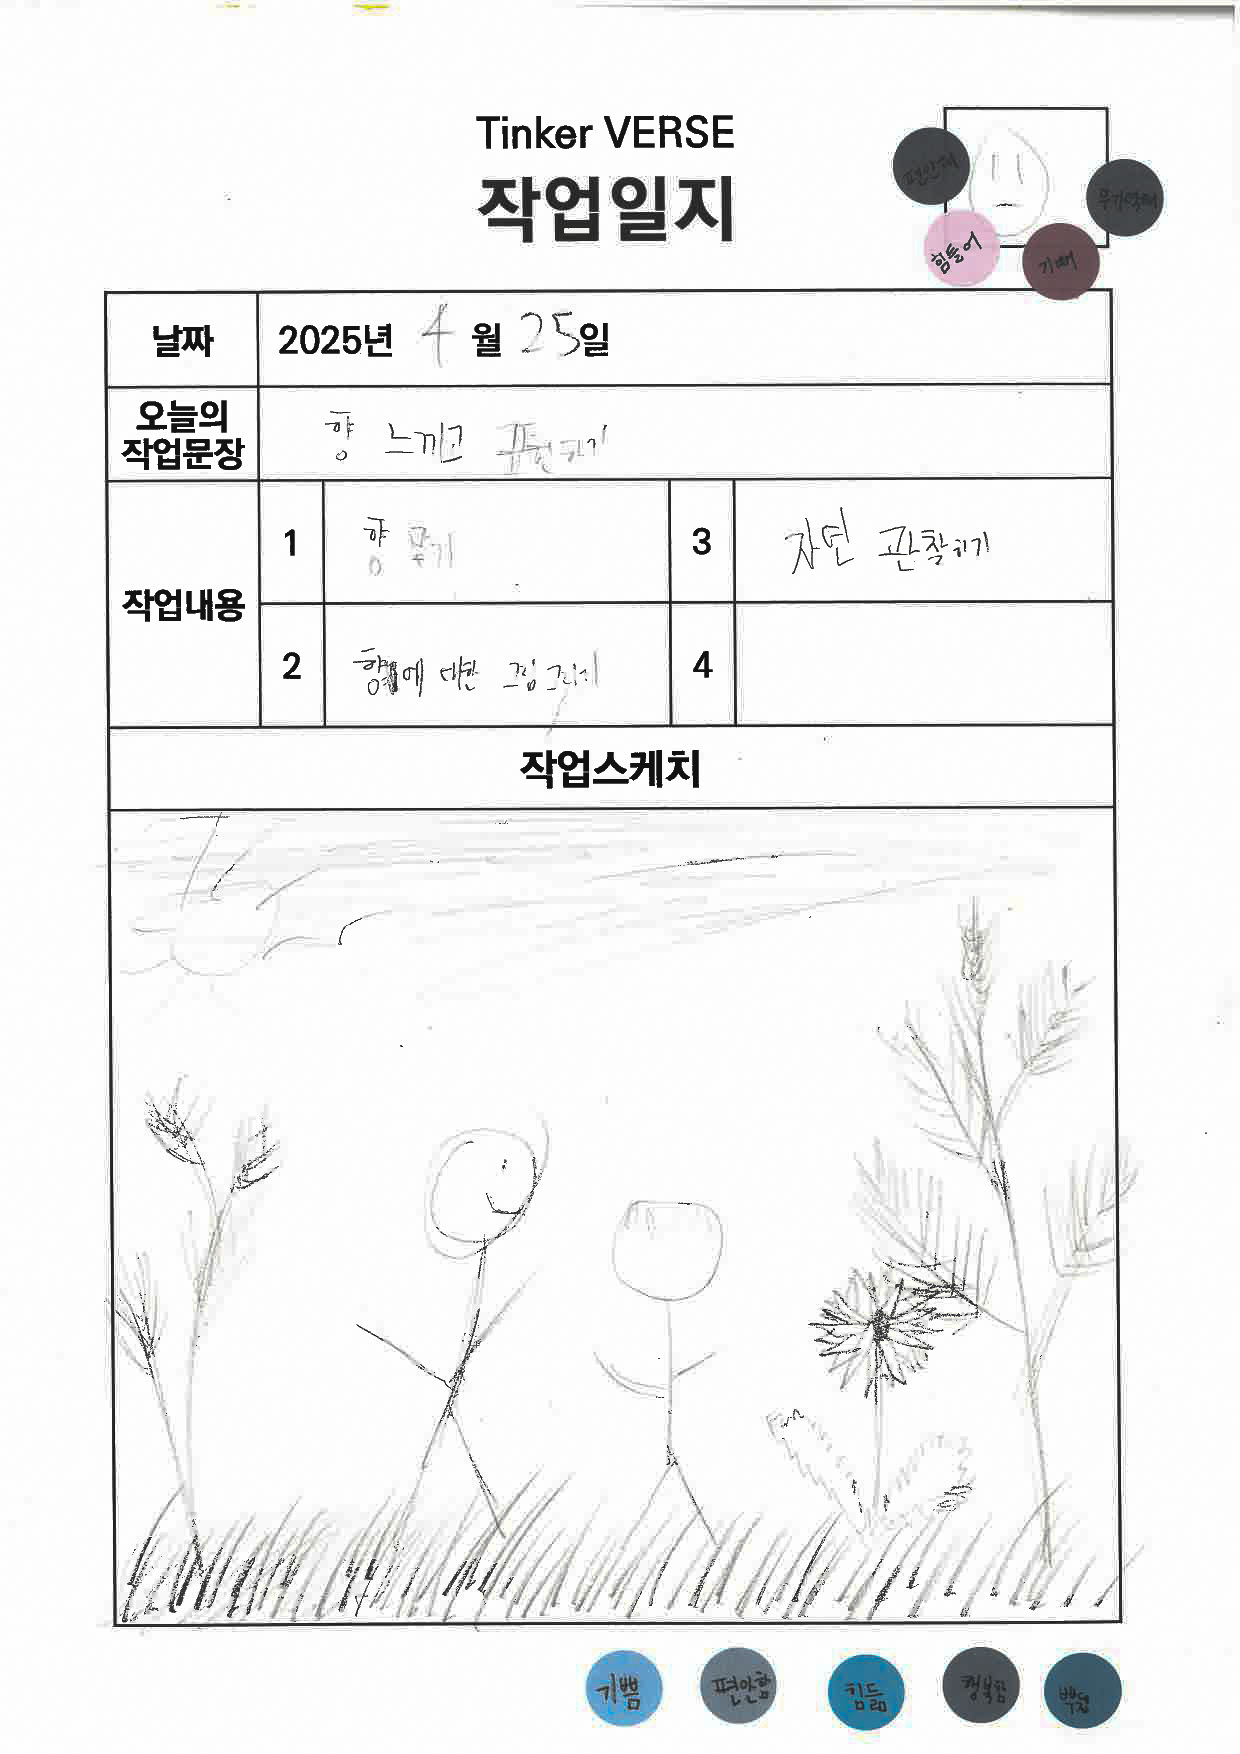 Tinker VERSE
작업일지
편안해
무기력해
힘들어
기뻐
날짜
2025년 4월 25일
오늘의
작업문장
향 느끼고 표현하기
작업내용
1
향 맡기
3
자연 관찰하기
2
향에 대한 그림 그리기
4
작업스케치
기쁨
편안함
힘듦
행복함